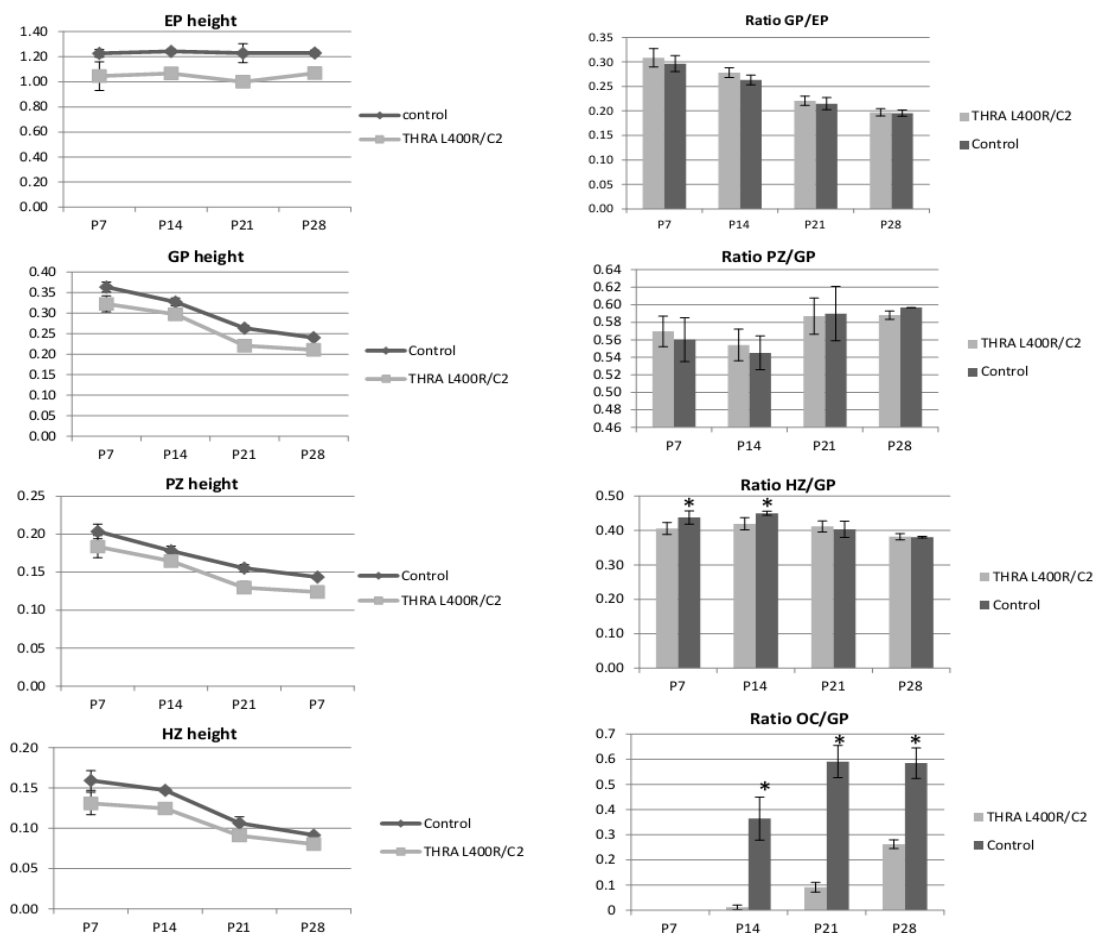 EP height
1.40
1.20
1.00
0.80
0.60
0.40
0.20
0.00
P7 P14 P21 P28
control
THRA L400R/C2
Ratio GP/EP
0.35
0.30
0.25
0.20
0.15
0.10
0.05
0.00
P7 P14 P21 P28
THRA L400R/C2
Control
GP height
0.40
0.35
0.30
0.25
0.20
0.15
0.10
0.05
0.00
P7 P14 P21 P28
Control
THRA L400R/C2
Ratio PZ/GP
0.64
0.62
0.60
0.58
0.56
0.54
0.52
0.50
0.48
0.46
P7 P14 P21 P28
THRA L400R/C2
Control
PZ height
0.25
0.20
0.15
0.10
0.05
0.00
P7 P14 P21 P7
Control
THRA L400R/C2
Ratio HZ/GP
0.50
0.40
0.30
0.20
0.10
0.00
* *
P7 P14 P21 P28
THRA L400R/C2
Control
HZ height
0.20
0.15
0.10
0.05
0.00
P7 P14 P21 P28
Control
THRA L400R/C2
Ratio OC/GP
0.7
0.6
0.5
0.4
0.3
0.2
0.1
0
* * *
P7 P14 P21 P28
THRA L400R/C2
Control